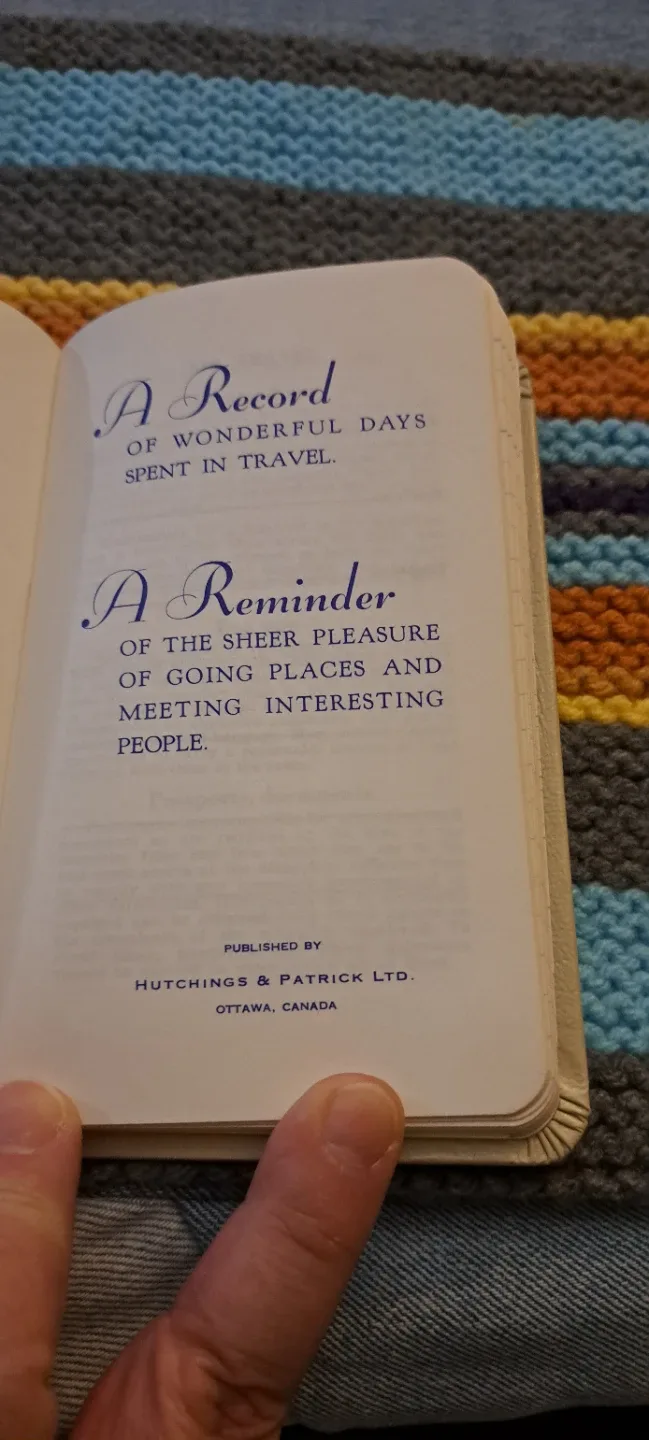 A Record
OF WONDERFUL DAYS
SPENT IN TRAVEL.
A Reminder
OF THE SHEER PLEASURE
OF GOING PLACES AND
MEETING INTERESTING
PEOPLE.
PUBLISHED BY
HUTCHINGS & PATRICK LTD.
OTTAWA, CANADA